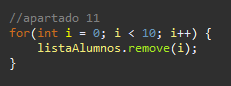 //apartado 11
for(int i = 0; i < 10; i++) {
    listaAlumnos.remove(i);
}